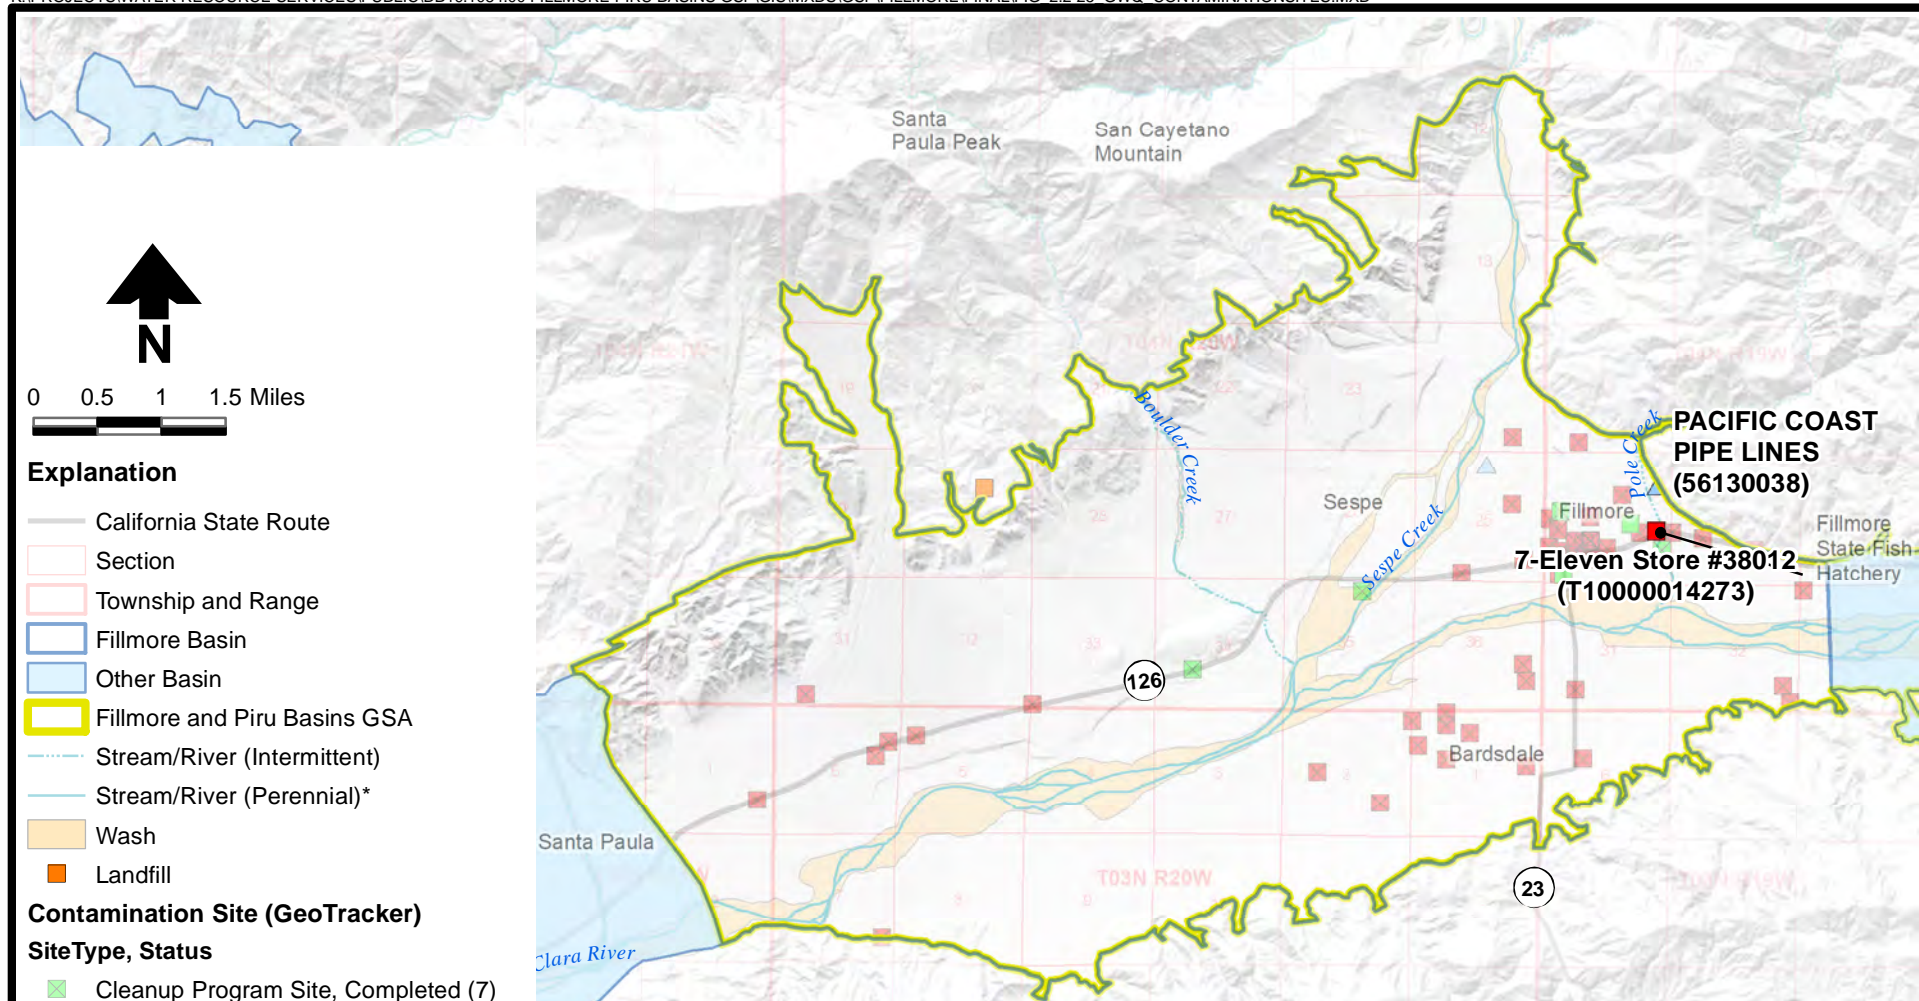 Santa
Paula Peak
San Cayetano
Mountain
N
0 0.5 1 1.5 Miles
Explanation
California State Route
Section
Township and Range
Fillmore Basin
Other Basin
Fillmore and Piru Basins GSA
Stream/River (Intermittent)
Stream/River (Perennial)*
Wash
Landfill
Contamination Site (GeoTracker)
SiteType, Status
Cleanup Program Site, Completed (7)
Boulder Creek
Sespe
Sespe Creek
Pole Creek
PACIFIC COAST
PIPE LINES
(56130038)
Fillmore
Fillmore
State Fish
Hatchery
7-Eleven Store #38012
(T10000014273)
126
Bardsdale
Santa Paula
T03N R20W
23
Clara River